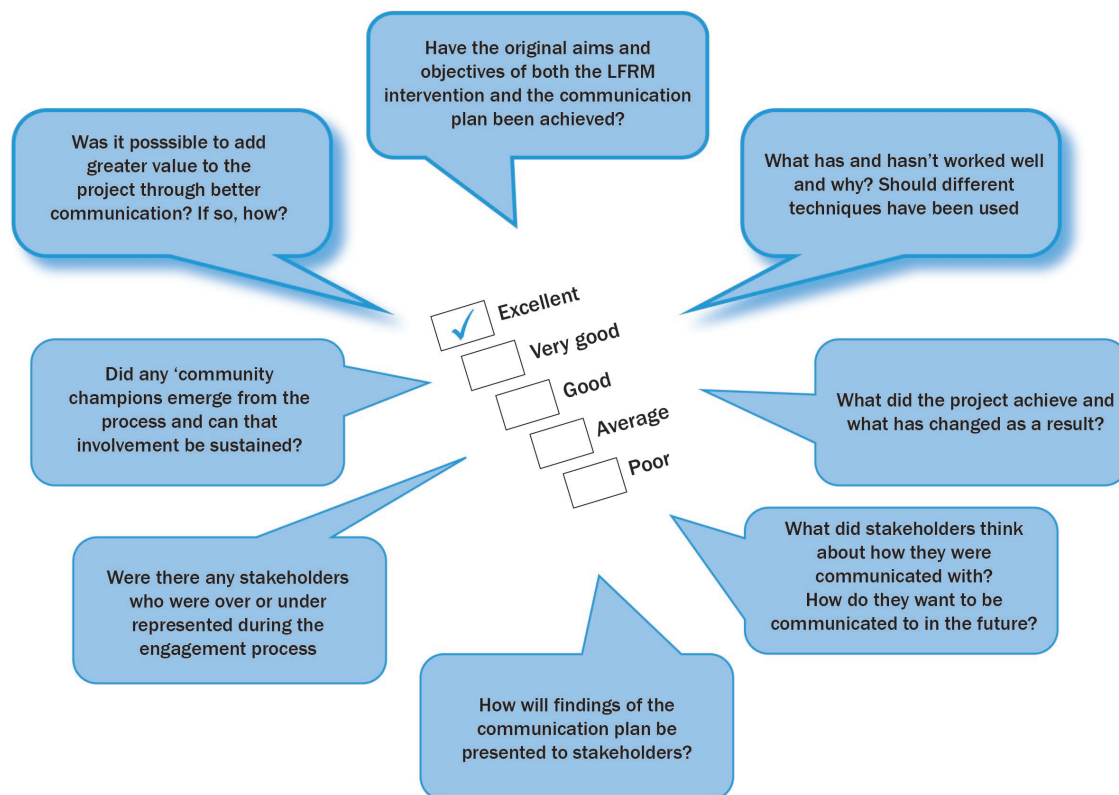 Have the original aims and
objectives of both the LFRM
intervention and the communication
plan been achieved?
Was it posssible to add
greater value to the
project through better
communication? If so, how?
What has and hasn't worked well
and why? Should different
techniques have been used
Excellent
Very good
Good
Average
Poor
Did any ‘community
champions emerge from the
process and can that
involvement be sustained?
What did the project achieve and
what has changed as a result?
Were there any stakeholders
who were over or under
represented during the
engagement process
What did stakeholders think
about how they were
communicated with?
How do they want to be
communicated to in the future?
How will findings of the
communication plan be
presented to stakeholders?